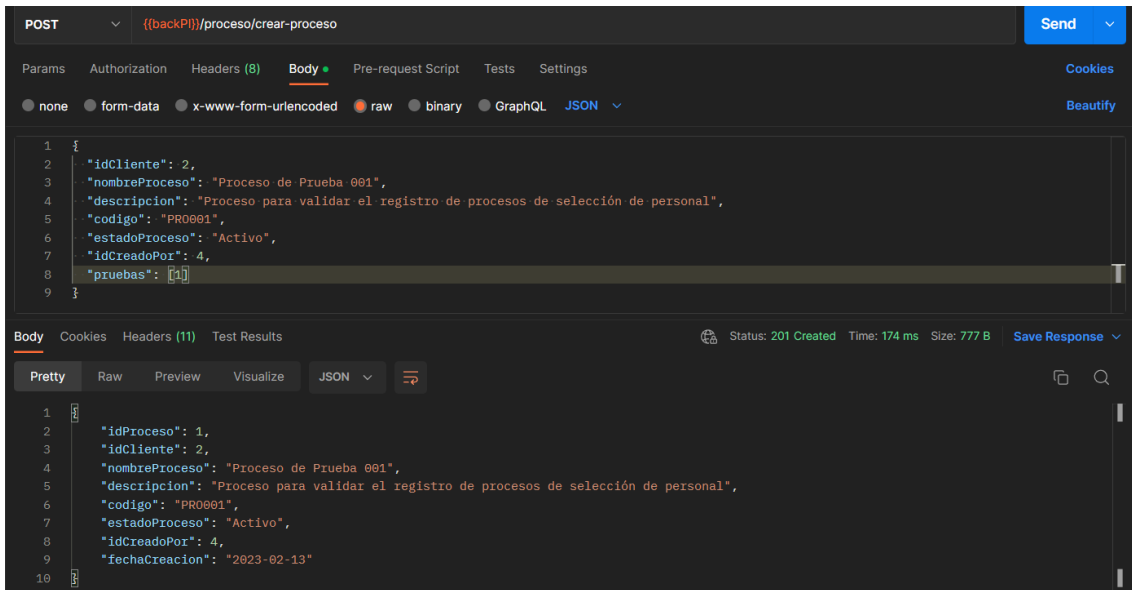 POST {{backPI}}/proceso/crear-proceso Send
Params Authorization Headers (8) Body Pre-request Script Tests Settings Cookies
none form-data x-www-form-urlencoded raw binary GraphQL JSON Beautify
1 {
2 "idCliente": 2,
3 "nombreProceso": "Proceso de Prueba 001",
4 "descripcion": "Proceso para validar el registro de procesos de selección de personal",
5 "codigo": "PRO001",
6 "estadoProceso": "Activo",
7 "idCreadoPor": 4,
8 "pruebas": [1]
9 }
Body Cookies Headers (11) Test Results Status: 201 Created Time: 174 ms Size: 777 B Save Response
Pretty Raw Preview Visualize JSON
1 {
2 "idProceso": 1,
3 "idCliente": 2,
4 "nombreProceso": "Proceso de Prueba 001",
5 "descripcion": "Proceso para validar el registro de procesos de selección de personal",
6 "codigo": "PRO001",
7 "estadoProceso": "Activo",
8 "idCreadoPor": 4,
9 "fechaCreacion": "2023-02-13"
10 }